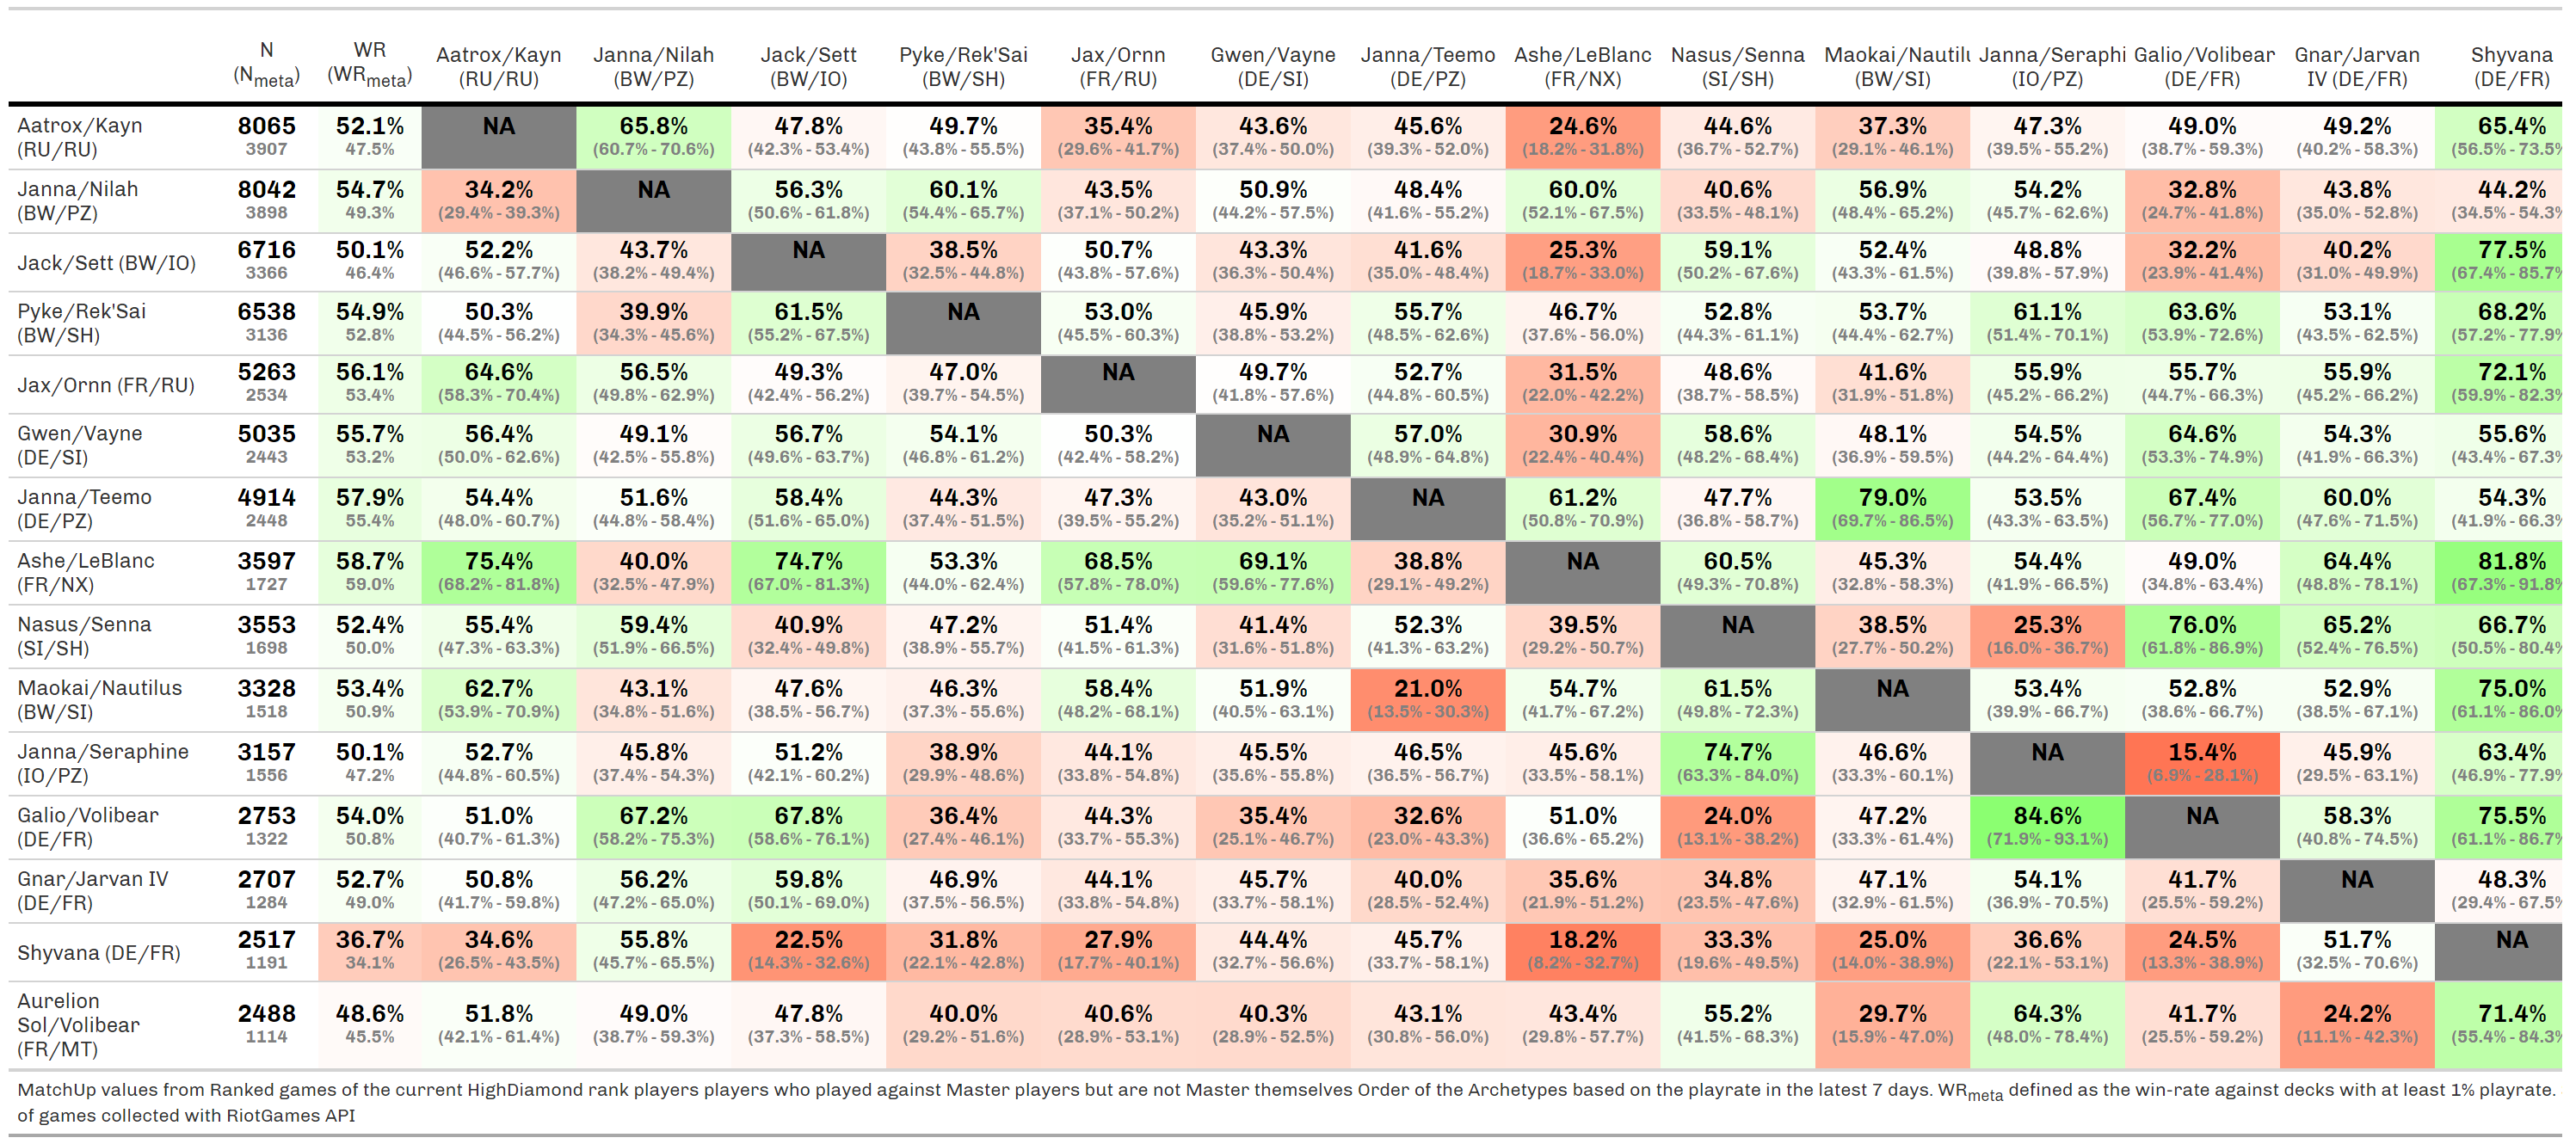 N WR Aatrox/Kayn Janna/Nilah Jack/Sett Pyke/Rek'Sai Jax/Ornn Gwen/Vayne Janna/Teemo Ashe/LeBlanc Nasus/Senna Maokai/Nautilu Janna/Seraphi Galio/Volibear Gnar/Jarvan Shyvana
(Nmeta) (WRmeta) (RU/RU) (BW/PZ) (BW/IO) (BW/SH) (FR/RU) (DE/SI) (DE/PZ) (FR/NX) (SI/SH) (BW/SI) (IO/PZ) (DE/FR) IV (DE/FR) (DE/FR)
Aatrox/Kayn 8065 52.1% NA 65.8% 47.8% 49.7% 35.4% 43.6% 45.6% 24.6% 44.6% 37.3% 47.3% 49.0% 49.2% 65.4%
(RU/RU) 3907 47.5% (60.7% - 70.6%) (42.3% - 53.4%) (43.8% - 55.5%) (29.6% - 41.7%) (37.4% - 50.0%) (39.3% - 52.0%) (18.2% - 31.8%) (36.7% - 52.7%) (29.1% - 46.1%) (39.5% - 55.2%) (38.7% - 59.3%) (40.2% - 58.3%) (56.5% - 73.5%
Janna/Nilah 8042 54.7% 34.2% NA 56.3% 60.1% 43.5% 50.9% 48.4% 60.0% 40.6% 56.9% 54.2% 32.8% 43.8% 44.2%
(BW/PZ) 3898 49.3% (29.4% - 39.3%) (50.6% - 61.8%) (54.4% - 65.7%) (37.1% - 50.2%) (44.2% - 57.5%) (41.6% - 55.2%) (52.1% - 67.5%) (33.5% - 48.1%) (48.4% - 65.2%) (45.7% - 62.6%) (24.7% - 41.8%) (35.0% - 52.8%) (34.5% - 54.3%
Jack/Sett (BW/IO) 6716 50.1% 52.2% 43.7% NA 38.5% 50.7% 43.3% 41.6% 25.3% 59.1% 52.4% 48.8% 32.2% 40.2% 77.5%
3366 46.4% (46.6% - 57.7%) (38.2% - 49.4%) (32.5% - 44.8%) (43.8% - 57.6%) (36.3% - 50.4%) (35.0% - 48.4%) (18.7% - 33.0%) (50.2% - 67.6%) (43.3% - 61.5%) (39.8% - 57.9%) (23.9% - 41.4%) (31.0% - 49.9%) (67.4% - 85.7%
Pyke/Rek'Sai 6538 54.9% 50.3% 39.9% 61.5% NA 53.0% 45.9% 55.7% 46.7% 52.8% 53.7% 61.1% 63.6% 53.1% 68.2%
(BW/SH) 3136 52.8% (44.5% - 56.2%) (34.3% - 45.6%) (55.2% - 67.5%) (45.5% - 60.3%) (38.8% - 53.2%) (48.5% - 62.6%) (37.6% - 56.0%) (44.3% - 61.1%) (44.4% - 62.7%) (51.4% - 70.1%) (53.9% - 72.6%) (43.5% - 62.5%) (57.2% - 77.9%
Jax/Ornn (FR/RU) 5263 56.1% 64.6% 56.5% 49.3% 47.0% NA 49.7% 52.7% 31.5% 48.6% 41.6% 55.9% 55.7% 55.9% 72.1%
2534 53.4% (58.3% - 70.4%) (49.8% - 62.9%) (42.4% - 56.2%) (39.7% - 54.5%) (41.8% - 57.6%) (44.8% - 60.5%) (22.0% - 42.2%) (38.7% - 58.5%) (31.9% - 51.8%) (45.2% - 66.2%) (44.7% - 66.3%) (45.2% - 66.2%) (59.9% - 82.3%
Gwen/Vayne 5035 55.7% 56.4% 49.1% 56.7% 54.1% 50.3% NA 57.0% 30.9% 58.6% 48.1% 54.5% 64.6% 54.3% 55.6%
(DE/SI) 2443 53.2% (50.0% - 62.6%) (42.5% - 55.8%) (49.6% - 63.7%) (46.8% - 61.2%) (42.4% - 58.2%) (48.9% - 64.8%) (22.4% - 40.4%) (48.2% - 68.4%) (36.9% - 59.5%) (44.2% - 64.4%) (53.3% - 74.9%) (41.9% - 66.3%) (43.4% - 67.3%
Janna/Teemo 4914 57.9% 54.4% 51.6% 58.4% 44.3% 47.3% 43.0% NA 61.2% 47.7% 79.0% 53.5% 67.4% 60.0% 54.3%
(DE/PZ) 2448 55.4% (48.0% - 60.7%) (44.8% - 58.4%) (51.6% - 65.0%) (37.4% - 51.5%) (39.5% - 55.2%) (35.2% - 51.1%) (50.8% - 70.9%) (36.8% - 58.7%) (69.7% - 86.5%) (43.3% - 63.5%) (56.7% - 77.0%) (47.6% - 71.5%) (41.9% - 66.3%
Ashe/LeBlanc 3597 58.7% 75.4% 40.0% 74.7% 53.3% 68.5% 69.1% 38.8% NA 60.5% 45.3% 54.4% 49.0% 64.4% 81.8%
(FR/NX) 1727 59.0% (68.2% - 81.8%) (32.5% - 47.9%) (67.0% - 81.3%) (44.0% - 62.4%) (57.8% - 78.0%) (59.6% - 77.6%) (29.1% - 49.2%) (49.3% - 70.8%) (32.8% - 58.3%) (41.9% - 66.5%) (34.8% - 63.4%) (48.8% - 78.1%) (67.3% - 91.8%
Nasus/Senna 3553 52.4% 55.4% 59.4% 40.9% 47.2% 51.4% 41.4% 52.3% 39.5% NA 38.5% 25.3% 76.0% 65.2% 66.7%
(SI/SH) 1698 50.0% (47.3% - 63.3%) (51.9% - 66.5%) (32.4% - 49.8%) (38.9% - 55.7%) (41.5% - 61.3%) (31.6% - 51.8%) (41.3% - 63.2%) (29.2% - 50.7%) (27.7% - 50.2%) (16.0% - 36.7%) (61.8% - 86.9%) (52.4% - 76.5%) (50.5% - 80.4%
Maokai/Nautilus 3328 53.4% 62.7% 43.1% 47.6% 46.3% 58.4% 51.9% 21.0% 54.7% 61.5% NA 53.4% 52.8% 52.9% 75.0%
(BW/SI) 1518 50.9% (53.9% - 70.9%) (34.8% - 51.6%) (38.5% - 56.7%) (37.3% - 55.6%) (48.2% - 68.1%) (40.5% - 63.1%) (13.5% - 30.3%) (41.7% - 67.2%) (49.8% - 72.3%) (39.9% - 66.7%) (38.6% - 66.7%) (38.5% - 67.1%) (61.1% - 86.0%
Janna/Seraphine 3157 50.1% 52.7% 45.8% 51.2% 38.9% 44.1% 45.5% 46.5% 45.6% 74.7% 46.6% NA 15.4% 45.9% 63.4%
(IO/PZ) 1556 47.2% (44.8% - 60.5%) (37.4% - 54.3%) (42.1% - 60.2%) (29.9% - 48.6%) (33.8% - 54.8%) (35.6% - 55.8%) (36.5% - 56.7%) (33.5% - 58.1%) (63.3% - 84.0%) (33.3% - 60.1%) (6.9% - 28.1%) (29.5% - 63.1%) (46.9% - 77.9%
Galio/Volibear 2753 54.0% 51.0% 67.2% 67.8% 36.4% 44.3% 35.4% 32.6% 51.0% 24.0% 47.2% 84.6% NA 58.3% 75.5%
(DE/FR) 1322 50.8% (40.7% - 61.3%) (58.2% - 75.3%) (58.6% - 76.1%) (27.4% - 46.1%) (33.7% - 55.3%) (25.1% - 46.7%) (23.0% - 43.3%) (36.6% - 65.2%) (13.1% - 38.2%) (33.3% - 61.4%) (71.9% - 93.1%) (40.8% - 74.5%) (61.1% - 86.7%
Gnar/Jarvan IV 2707 52.7% 50.8% 56.2% 59.8% 46.9% 44.1% 45.7% 40.0% 35.6% 34.8% 47.1% 54.1% 41.7% NA 48.3%
(DE/FR) 1284 49.0% (41.7% - 59.8%) (47.2% - 65.0%) (50.1% - 69.0%) (37.5% - 56.5%) (33.8% - 54.8%) (33.7% - 58.1%) (28.5% - 52.4%) (21.9% - 51.2%) (23.5% - 47.6%) (32.9% - 61.5%) (36.9% - 70.5%) (25.5% - 59.2%) (29.4% - 67.5%
Shyvana (DE/FR) 2517 36.7% 34.6% 55.8% 22.5% 31.8% 27.9% 44.4% 45.7% 18.2% 33.3% 25.0% 36.6% 24.5% 51.7% NA
1191 34.1% (26.5% - 43.5%) (45.7% - 65.5%) (14.3% - 32.6%) (22.1% - 42.8%) (17.7% - 40.1%) (32.7% - 56.6%) (33.7% - 58.1%) (8.2% - 32.7%) (19.6% - 49.5%) (14.0% - 38.9%) (22.1% - 53.1%) (13.3% - 38.9%) (32.5% - 70.6%)
Aurelion
Sol/Volibear 2488 48.6% 51.8% 49.0% 47.8% 40.0% 40.6% 40.3% 43.1% 43.4% 55.2% 29.7% 64.3% 41.7% 24.2% 71.4%
(FR/MT) 1114 45.5% (42.1% - 61.4%) (38.7% - 59.3%) (37.3% - 58.5%) (29.2% - 51.6%) (28.9% - 53.1%) (28.9% - 52.5%) (30.8% - 56.0%) (29.8% - 57.7%) (41.5% - 68.3%) (15.9% - 47.0%) (48.0% - 78.4%) (25.5% - 59.2%) (11.1% - 42.3%) (55.4% - 84.3%
MatchUp values from Ranked games of the current HighDiamond rank players players who played against Master players but are not Master themselves Order of the Archetypes based on the playrate in the latest 7 days. WRmeta defined as the win-rate against decks with at least 1% playrate.
of games collected with RiotGames API